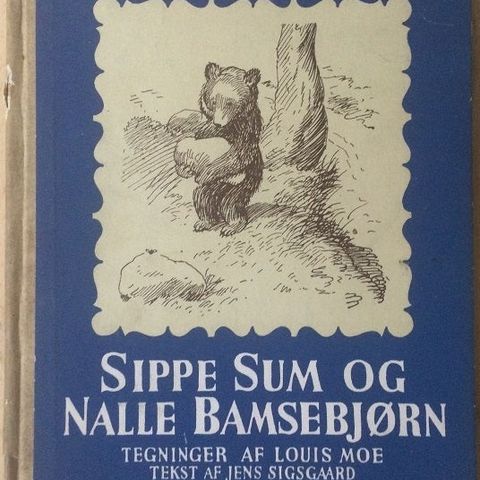 SIPPE SUM OG
NALLE BAMSEBJØRN
TEGNINGER AF LOUIS MOE
TEKST AF JENS SIGSGAARD